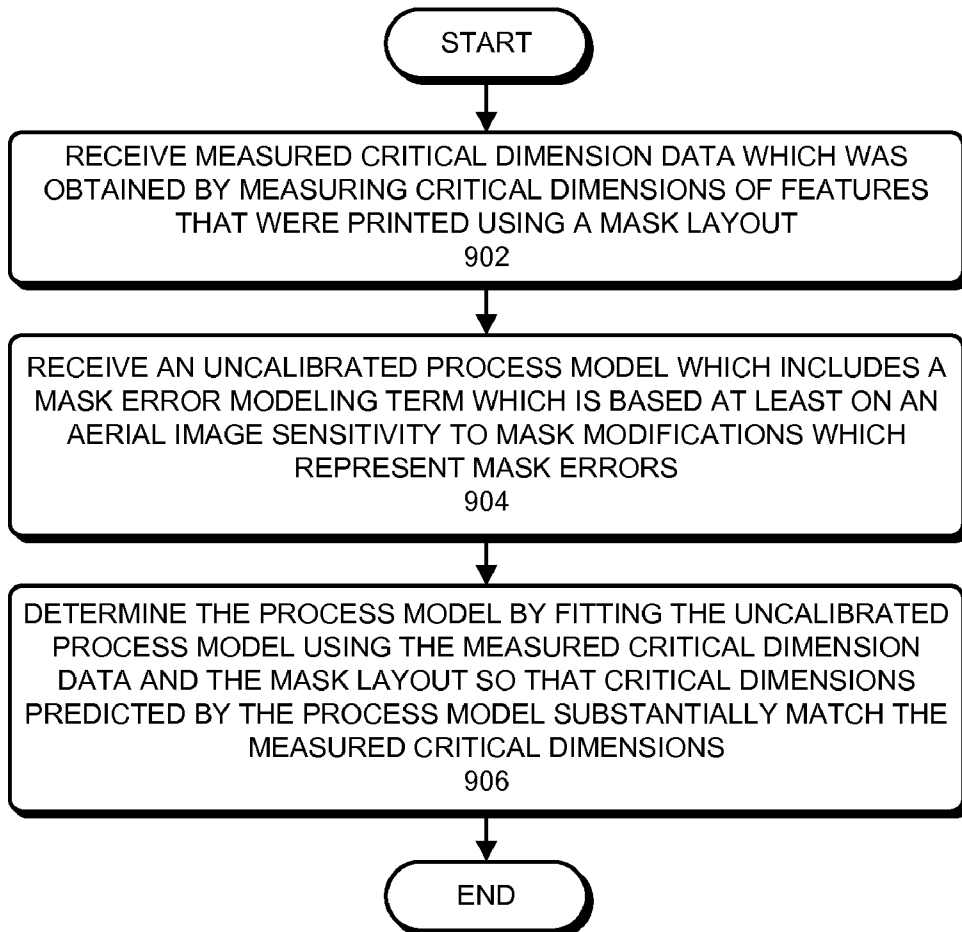 START
RECEIVE MEASURED CRITICAL DIMENSION DATA WHICH WAS
OBTAINED BY MEASURING CRITICAL DIMENSIONS OF FEATURES
THAT WERE PRINTED USING A MASK LAYOUT
902
RECEIVE AN UNCALIBRATED PROCESS MODEL WHICH INCLUDES A
MASK ERROR MODELING TERM WHICH IS BASED AT LEAST ON AN
AERIAL IMAGE SENSITIVITY TO MASK MODIFICATIONS WHICH
REPRESENT MASK ERRORS
904
DETERMINE THE PROCESS MODEL BY FITTING THE UNCALIBRATED
PROCESS MODEL USING THE MEASURED CRITICAL DIMENSION
DATA AND THE MASK LAYOUT SO THAT CRITICAL DIMENSIONS
PREDICTED BY THE PROCESS MODEL SUBSTANTIALLY MATCH THE
MEASURED CRITICAL DIMENSIONS
906
END